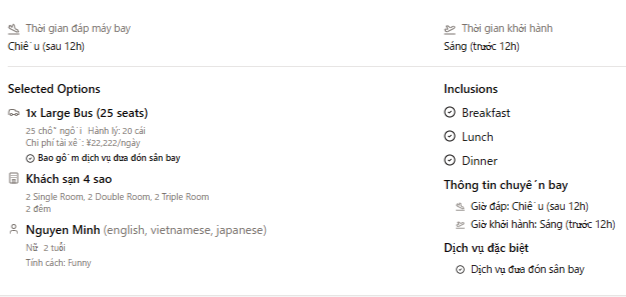 Thời gian đáp máy bay
Chiều (sau 12h)
Thời gian khởi hành
Sáng (trước 12h)
Selected Options
1x Large Bus (25 seats)
25 chỗ ngồi Hành lý: 20 cái
Chi phí tài xế: ¥22,222/ngày
Bao gồm dịch vụ đưa đón sân bay
Khách sạn 4 sao
2 Single Room, 2 Double Room, 2 Triple Room
2 đêm
Nguyen Minh (english, vietnamese, japanese)
Nữ 2 tuổi
Tính cách: Funny
Inclusions
Breakfast
Lunch
Dinner
Thông tin chuyến bay
Giờ đáp: Chiều (sau 12h)
Giờ khởi hành: Sáng (trước 12h)
Dịch vụ đặc biệt
Dịch vụ đưa đón sân bay